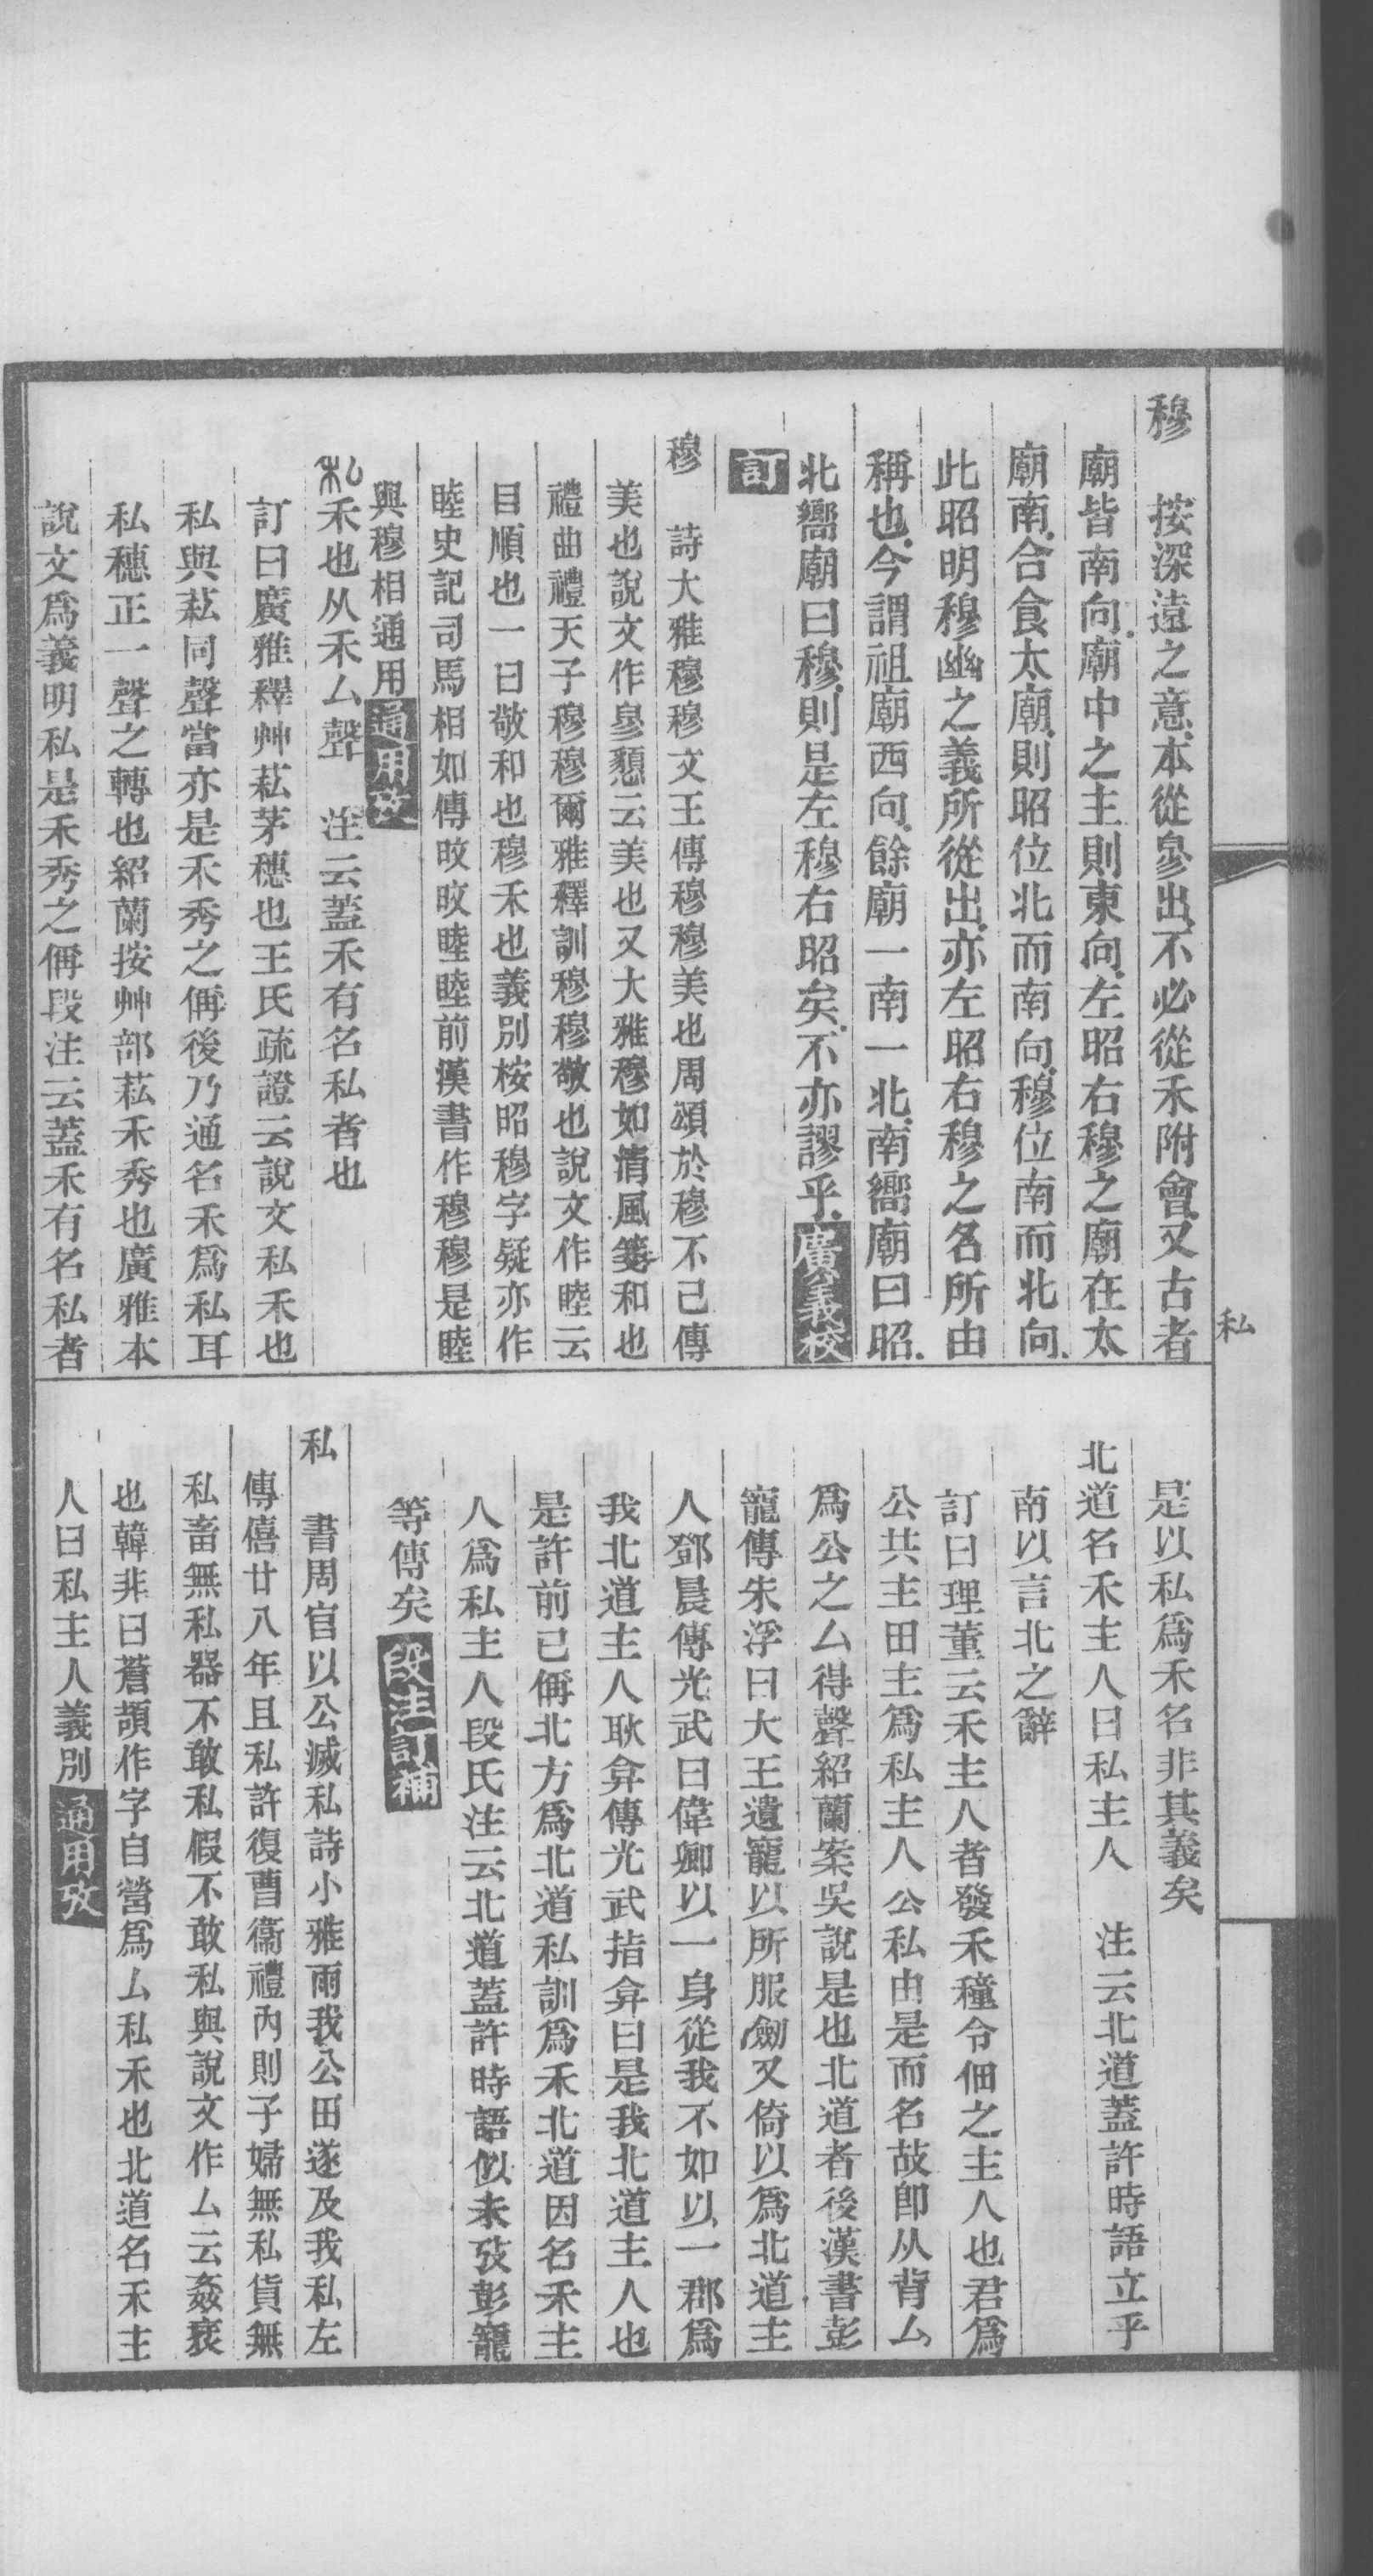 穆　按深遠之意本從㣎出不必從禾附會又古者
廟皆南向廟中之主則東向左昭右穆之廟在太
廟南合食太廟則昭位北而南向穆位南而北向
此昭明穆幽之義所從出亦左昭右穆之名所由
稱也今謂祖廟西向餘廟一南一北南嚮廟曰昭
北嚮廟曰穆則是左穆右昭矣不亦謬乎廣義校
訂
穆　詩大雅穆穆文王傳穆穆美也周頌於穆不已傳
美也說文作㣎懇云美也又大雅穆如清風箋和也
禮曲禮天子穆穆爾雅釋訓穆穆敬也說文作睦云
目順也一曰敬和也穆禾也義別桉昭穆字疑亦作
睦史記司馬相如傳旼旼睦睦前漢書作穆穆是睦
與穆相通用通用攷
私禾也从禾厶聲　注云蓋禾有名私者也
訂曰廣雅釋艸䒶茅穗也王氏疏證云說文私禾也
私與䒶同聲當亦是禾秀之偁後乃通名禾爲私耳
私穗正一聲之轉也紹蘭按艸部䒶禾秀也廣雅本
說文爲義明私是禾秀之偁段注云蓋禾有名私者
私
是以私爲禾名非其義矣
北道名禾主人曰私主人　注云北道蓋許時語立乎
南以言北之辭
訂曰理董云禾主人者發禾穜令佃之主人也君爲
公共主田主爲私主人公私由是而名故卽从背厶
爲公之厶得聲紹蘭案吳說是也北道者後漢書彭
寵傳朱浮曰大王遺寵以所服劒又倚以爲北道主
人鄧晨傳光武曰偉卿以一身從我不如以一郡爲
我北道主人耿弇傳光武指弇曰是我北道主人也
是許前已偁北方爲北道私訓爲禾北道因名禾主
人爲私主人段氏注云北道蓋許時語似未攷彭寵
等傳矣段注訂補
私　書周官以公滅私詩小雅雨我公田遂及我私左
傳僖廿八年且私許復曹衞禮內則子婦無私貨無
私畜無私器不敢私假不敢私與說文作厶云姦衺
也韓非曰蒼頡作字自營爲厶私禾也北道名禾主
人曰私主人義別通用攷